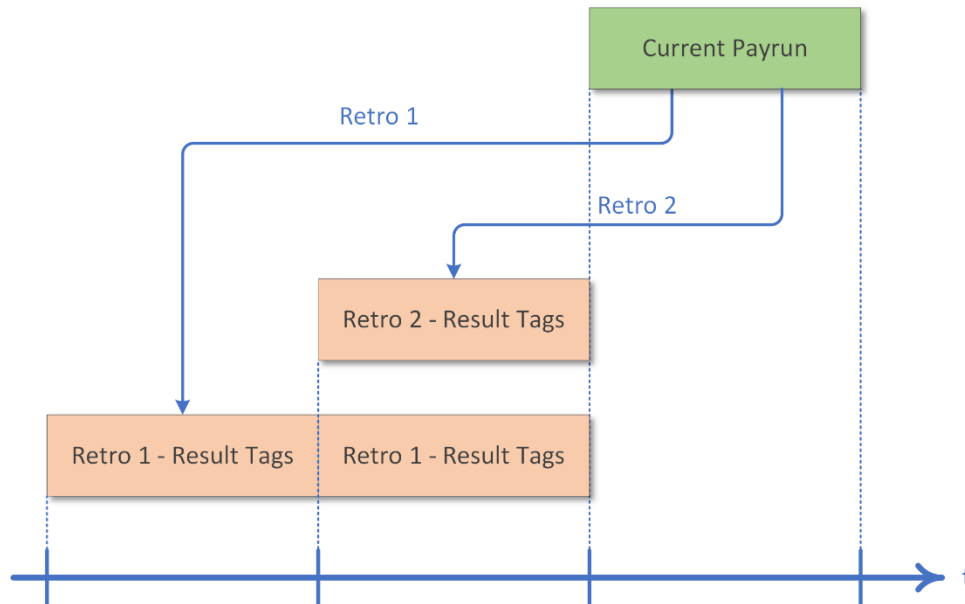 Current Payrun
Retro 1
Retro 2
Retro 2 - Result Tags
Retro 1 - Result Tags
Retro 1 - Result Tags